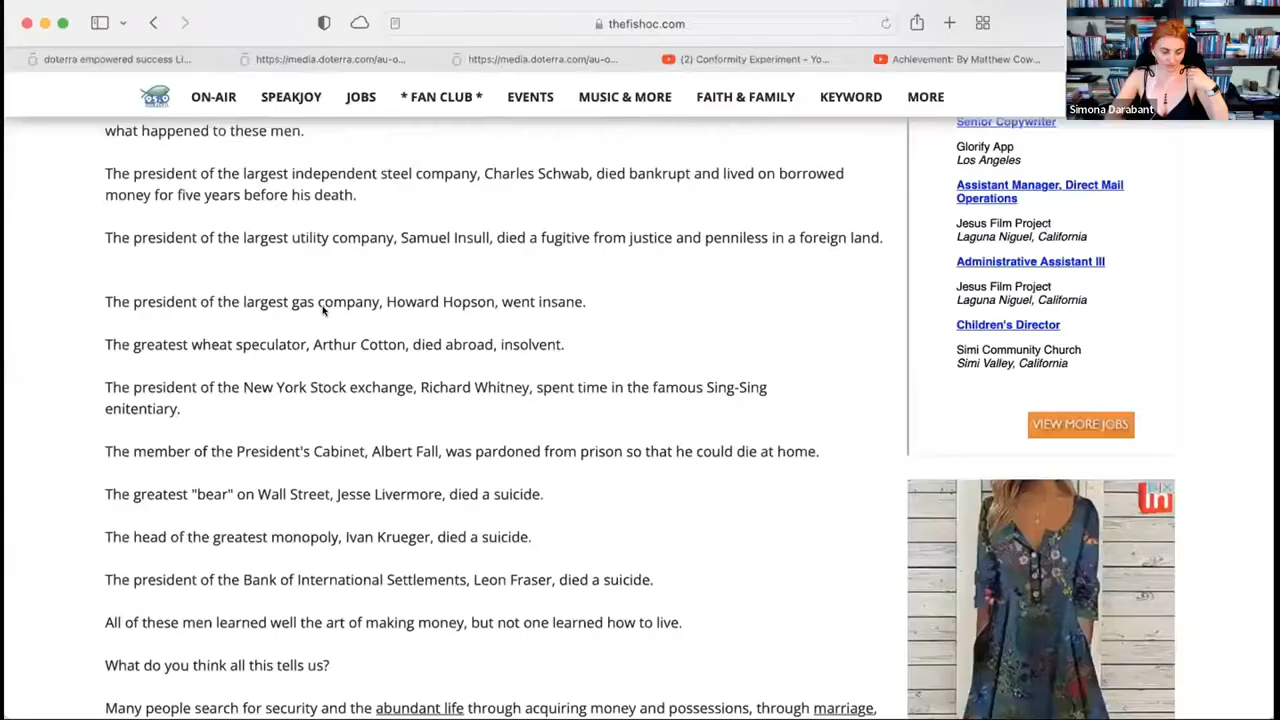 thefishoc.com
doterra empowered success Li...
https://media.doterra.com/au-o...
https://media.doterra.com/au-o...
(2) Conformity Experiment - Yo...
Achievement: By Matthew Cow...
Simona Darabant
ON-AIR SPEAKJOY JOBS * FAN CLUB * EVENTS MUSIC & MORE FAITH & FAMILY KEYWORD MORE
what happened to these men.
The president of the largest independent steel company, Charles Schwab, died bankrupt and lived on borrowed
money for five years before his death.
The president of the largest utility company, Samuel Insull, died a fugitive from justice and penniless in a foreign land.
The president of the largest gas company, Howard Hopson, went insane.
The greatest wheat speculator, Arthur Cotton, died abroad, insolvent.
The president of the New York Stock exchange, Richard Whitney, spent time in the famous Sing-Sing
enitentiary.
The member of the President's Cabinet, Albert Fall, was pardoned from prison so that he could die at home.
The greatest "bear" on Wall Street, Jesse Livermore, died a suicide.
The head of the greatest monopoly, Ivan Krueger, died a suicide.
The president of the Bank of International Settlements, Leon Fraser, died a suicide.
All of these men learned well the art of making money, but not one learned how to live.
What do you think all this tells us?
Many people search for security and the abundant life through acquiring money and possessions, through marriage,
Senior Copywriter
Glorify App
Los Angeles
Assistant Manager, Direct Mail
Operations
Jesus Film Project
Laguna Niguel, California
Administrative Assistant III
Jesus Film Project
Laguna Niguel, California
Children's Director
Simi Community Church
Simi Valley, California
VIEW MORE JOBS